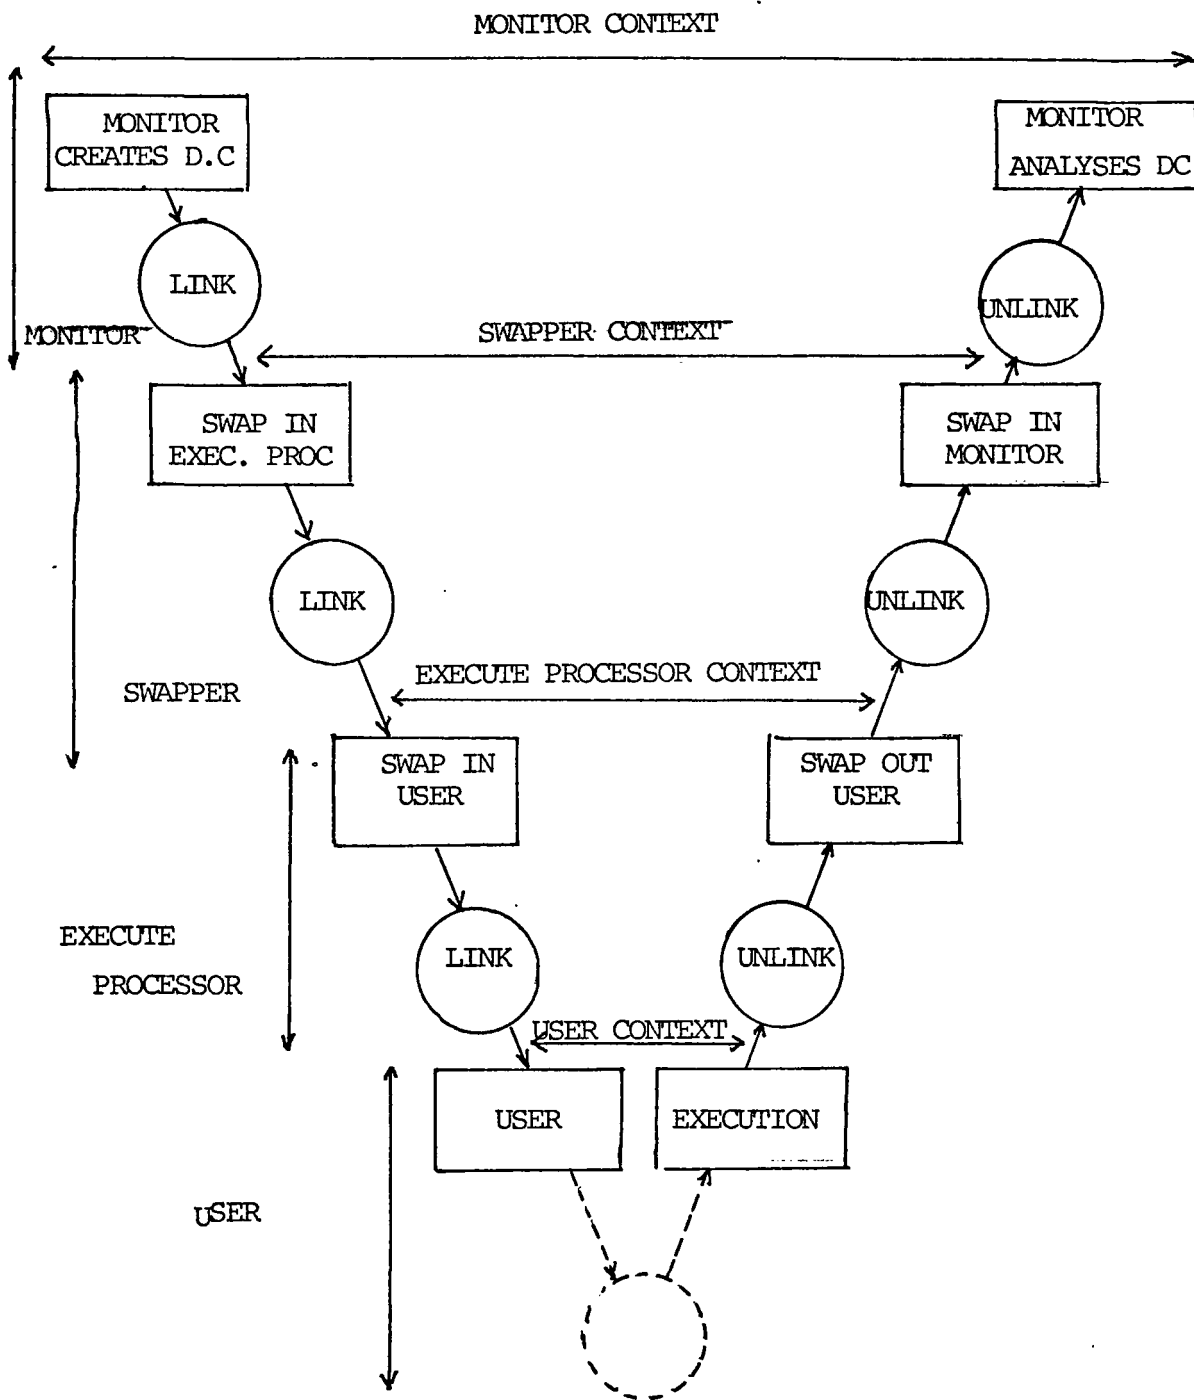 MONITOR CONTEXT
MONITOR
CREATES D.C
MONITOR
ANALYSES DC
LINK
UNLINK
MONITOR
SWAPPER CONTEXT
SWAP IN
EXEC. PROC
SWAP IN
MONITOR
LINK
UNLINK
SWAPPER
EXECUTE PROCESSOR CONTEXT
SWAP IN
USER
SWAP OUT
USER
EXECUTE
PROCESSOR
LINK
UNLINK
USER CONTEXT
USER
EXECUTION
USER